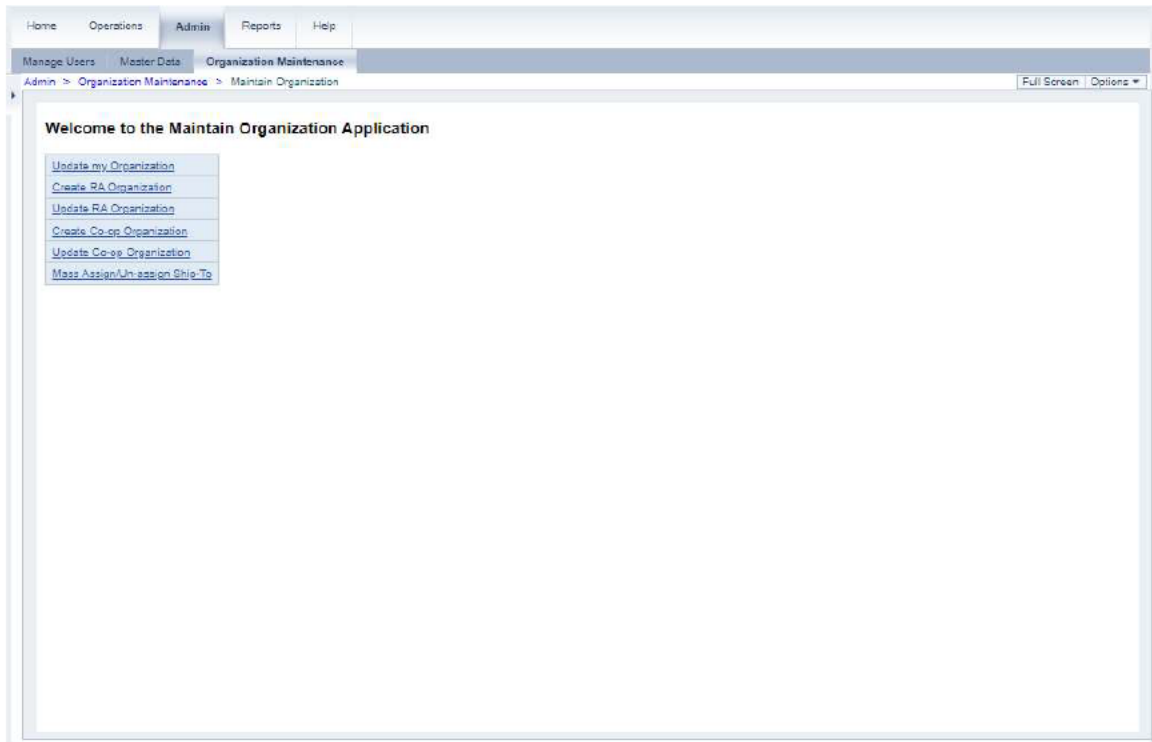 Home Operations Admin Reports Help
Manage Users Master Data Organization Maintenance
Admin > Organization Maintenance > Maintain Organization Full Screen Options
Welcome to the Maintain Organization Application
Update my Organization
Create RA Organization
Update RA Organization
Create Co-op Organization
Update Co-op Organization
Mass Assign/Un-assign Ship-To